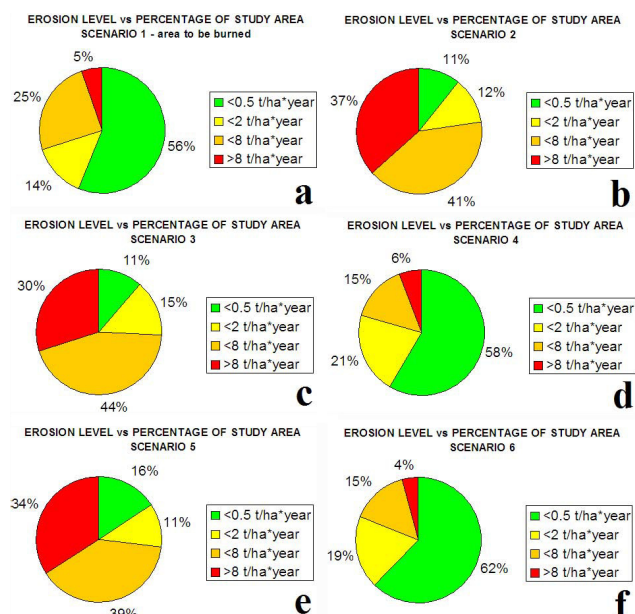 EROSION LEVEL vs PERCENTAGE OF STUDY AREA
SCENARIO 1 - area to be burned
5%
25%
14%
56%
<0.5 t/ha*year
<2 t/ha*year
<8 t/ha*year
>8 t/ha*year
a
EROSION LEVEL vs PERCENTAGE OF STUDY AREA
SCENARIO 2
11%
12%
37%
41%
<0.5 t/ha*year
<2 t/ha*year
<8 t/ha*year
>8 t/ha*year
b
EROSION LEVEL vs PERCENTAGE OF STUDY AREA
SCENARIO 3
11%
30%
15%
44%
<0.5 t/ha*year
<2 t/ha*year
<8 t/ha*year
>8 t/ha*year
c
EROSION LEVEL vs PERCENTAGE OF STUDY AREA
SCENARIO 4
6%
15%
21%
58%
<0.5 t/ha*year
<2 t/ha*year
<8 t/ha*year
>8 t/ha*year
d
EROSION LEVEL vs PERCENTAGE OF STUDY AREA
SCENARIO 5
16%
34%
11%
39%
<0.5 t/ha*year
<2 t/ha*year
<8 t/ha*year
>8 t/ha*year
e
EROSION LEVEL vs PERCENTAGE OF STUDY AREA
SCENARIO 6
4%
15%
19%
62%
<0.5 t/ha*year
<2 t/ha*year
<8 t/ha*year
>8 t/ha*year
f